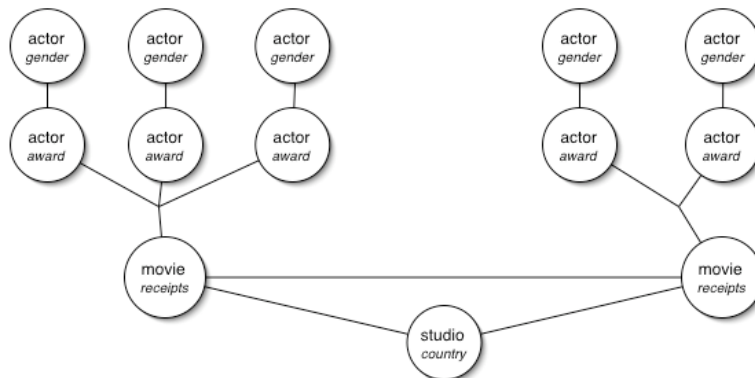 actor
gender
actor
gender
actor
gender
actor
gender
actor
gender
actor
award
actor
award
actor
award
actor
award
actor
award
movie
receipts
movie
receipts
studio
country